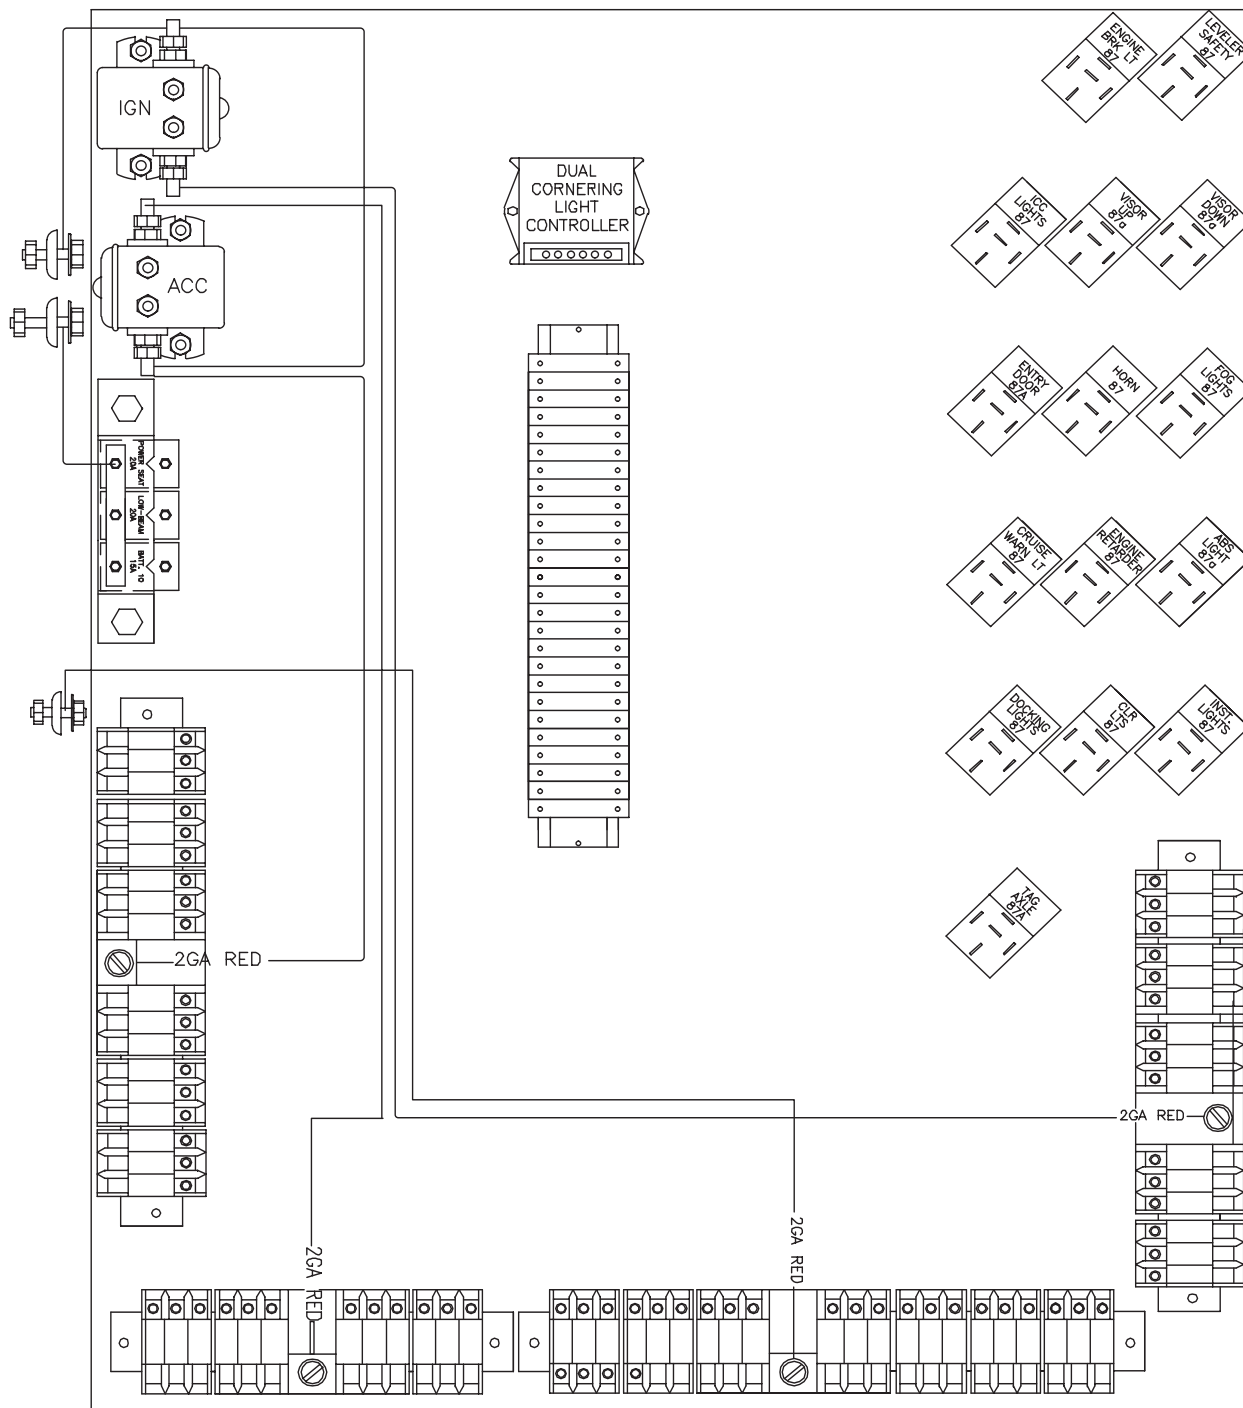 ENGINE
BRK LT
87
LEVELER
SAFETY
87
IGN
DUAL
CORNERING
LIGHT
CONTROLLER
ICC
LIGHTS
87
VISOR
UP
87a
VISOR
DOWN
87a
ACC
ENTRY
DOOR
87A
HORN
87
FOG
LIGHTS
87
POWER SEAT
20A
LOW-BEAM
20A
BATT. 10
15A
CRUISE
WARN LT
87
ENGINE
RETARDER
87
ABS
LIGHT
87a
DOCKING
LIGHTS
87
CLR
LTS
87
INST.
LIGHTS
87
TAG
AXLE
87A
2GA RED
2GA RED
2GA RED
2GA RED